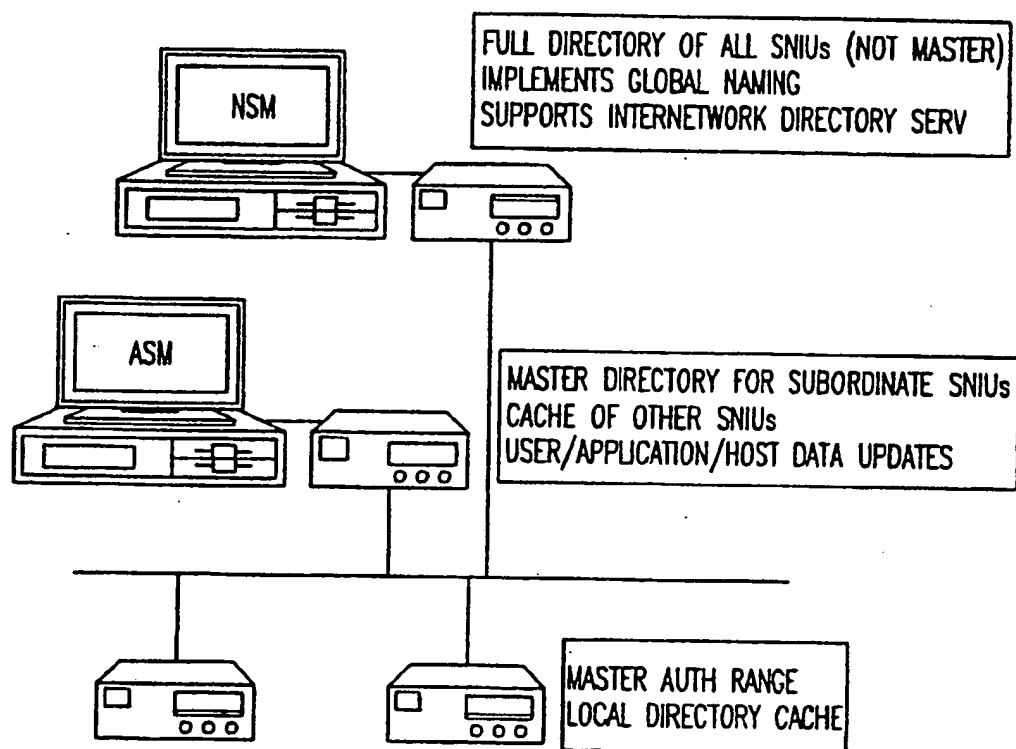 NSM
FULL DIRECTORY OF ALL SNIUs (NOT MASTER)
IMPLEMENTS GLOBAL NAMING
SUPPORTS INTERNETWORK DIRECTORY SERV
ASM
MASTER DIRECTORY FOR SUBORDINATE SNIUs
CACHE OF OTHER SNIUs
USER/APPLICATION/HOST DATA UPDATES
MASTER AUTH RANGE
LOCAL DIRECTORY CACHE